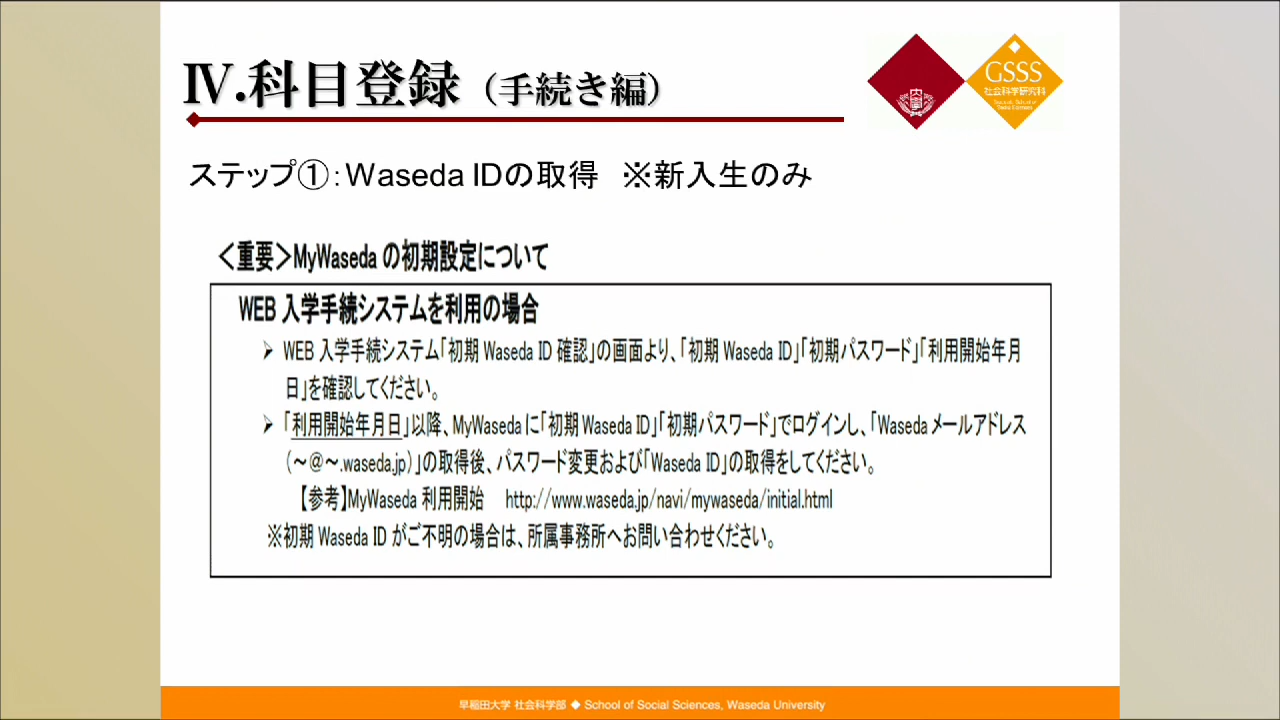 Ⅳ.科目登録（手続き編）
GSSS
社会科学研究科
ステップ①：Waseda IDの取得　※新入生のみ
＜重要＞MyWaseda の初期設定について
WEB 入学手続システムを利用の場合
➢ WEB 入学手続システム「初期 Waseda ID 確認」の画面より、「初期 Waseda ID」「初期パスワード」「利用開始年月
日」を確認してください。
➢ 「利用開始年月日」以降、MyWaseda に「初期 Waseda ID」「初期パスワード」でログインし、「Waseda メールアドレス
（～@～.waseda.jp）」の取得後、パスワード変更および「Waseda ID」の取得をしてください。
【参考】MyWaseda 利用開始　http://www.waseda.jp/navi/mywaseda/initial.html
※初期 Waseda ID がご不明の場合は、所属事務所へお問い合わせください。
早稲田大学 社会科学部 ◆ School of Social Sciences, Waseda University